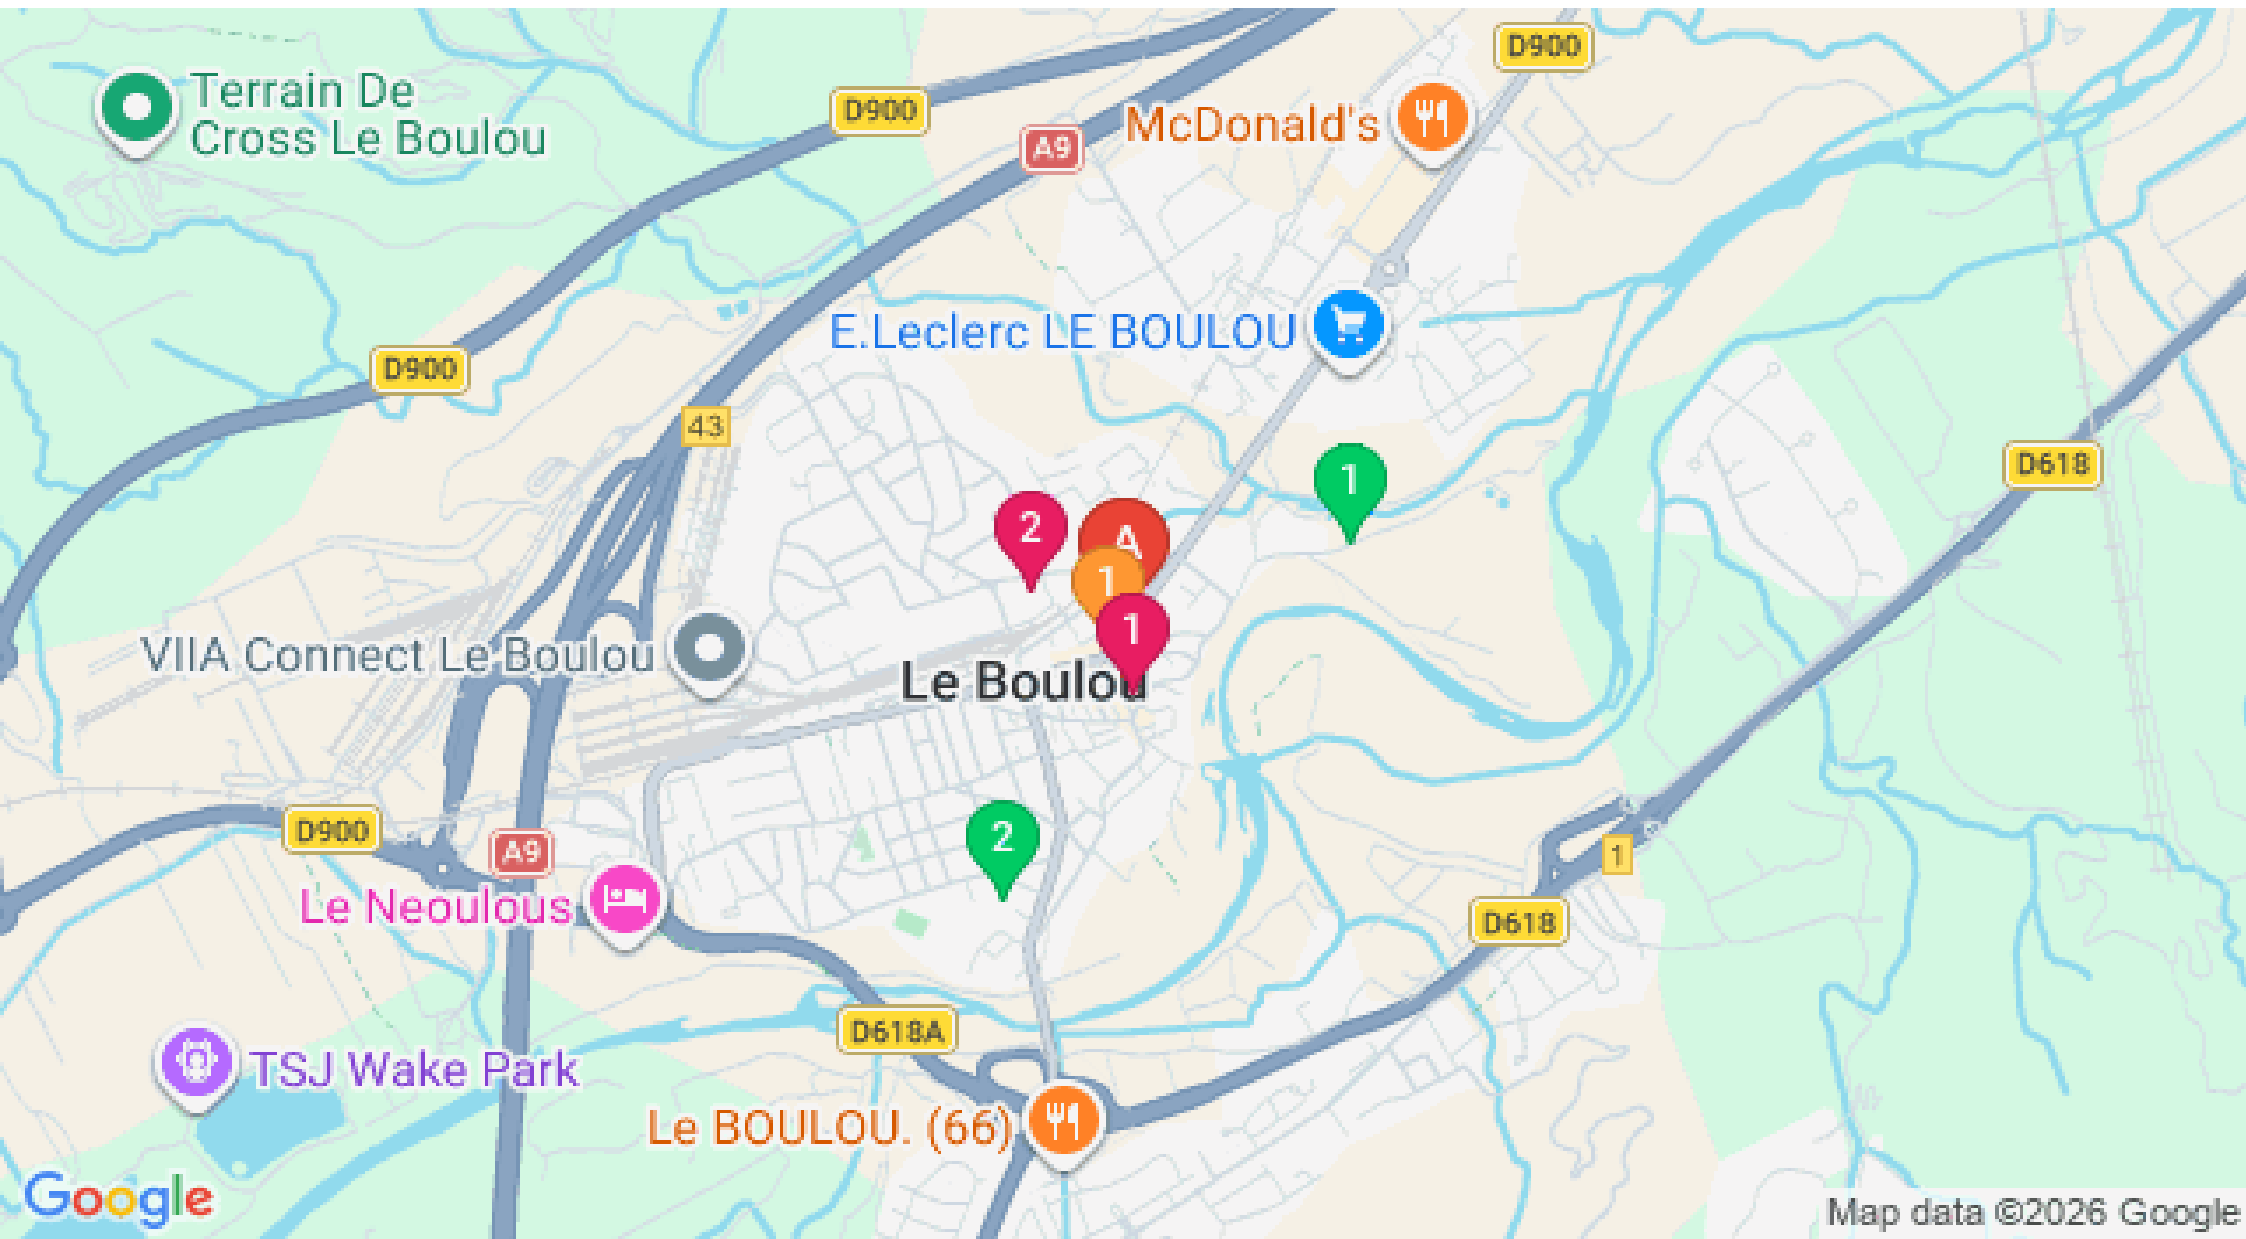 D900
Terrain De
Cross Le Boulou
D900
McDonald's
A9
E.Leclerc LE BOULOU
D900
43
D618
1
2
A
1
1
VIIA Connect Le Boulou
Le Boulou
D900
2
A9
1
Le Neoulous
D618
D618A
TSJ Wake Park
Le BOULOU. (66)
Google
Map data ©2026 Google